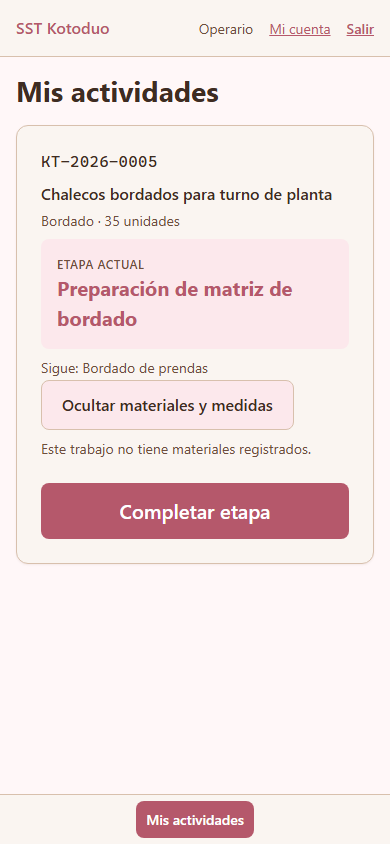 SST Kotoduo
Operario
Mi cuenta
Salir
Mis actividades
KT-2026-0005
Chalecos bordados para turno de planta
Bordado · 35 unidades
ETAPA ACTUAL
Preparación de matriz de
bordado
Sigue: Bordado de prendas
Ocultar materiales y medidas
Este trabajo no tiene materiales registrados.
Completar etapa
Mis actividades